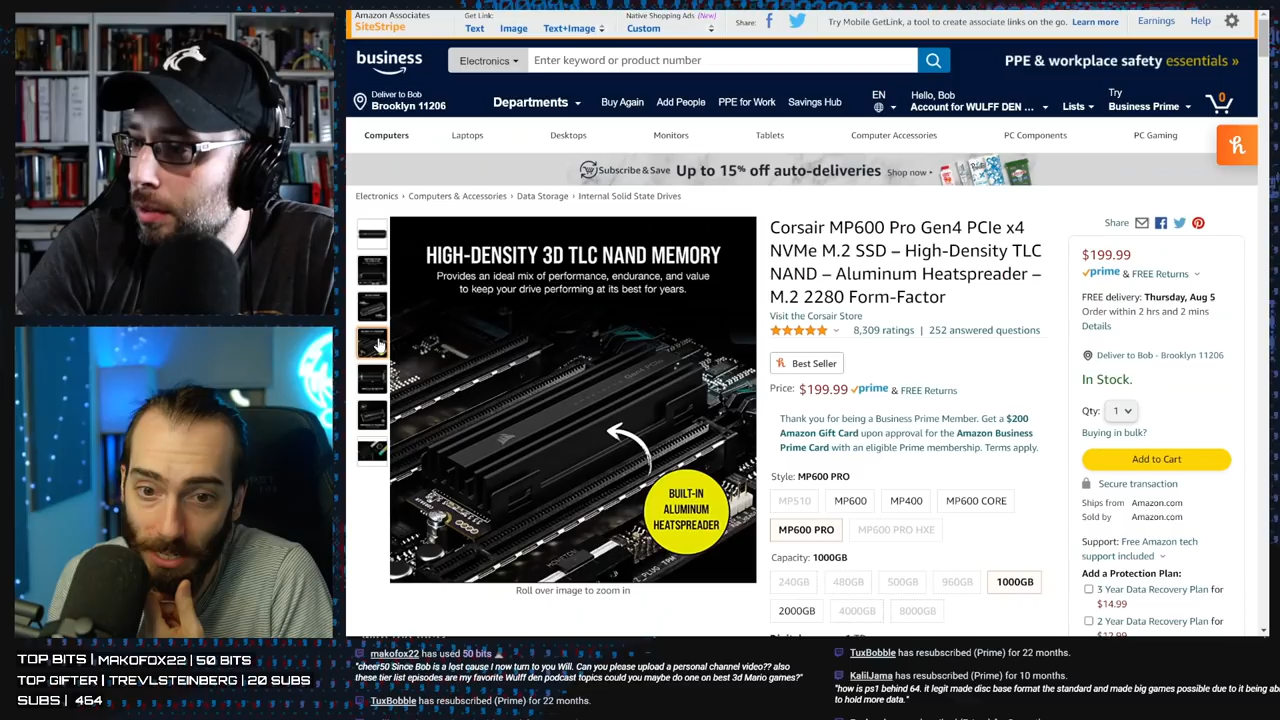 Amazon Associates
SiteStripe
Get Link:
Text Image Text+Image
Native Shopping Ads (New)
Custom
Share:
Try Mobile GetLink, a tool to create associate links on the go. Learn more
Earnings Help
business
Electronics
Enter keyword or product number
PPE & workplace safety essentials »
Deliver to Bob
Brooklyn 11206
Departments
Buy Again Add People PPE for Work Savings Hub
EN
Hello, Bob
Account for WULFF DEN ...
Lists
Try
Business Prime
0
Computers Laptops Desktops Monitors Tablets Computer Accessories PC Components PC Gaming
Subscribe & Save Up to 15% off auto-deliveries Shop now
Electronics › Computers & Accessories › Data Storage › Internal Solid State Drives
HIGH-DENSITY 3D TLC NAND MEMORY
Provides an ideal mix of performance, endurance, and value
to keep your drive performing at its best for years.
BUILT-IN
ALUMINUM
HEATSPREADER
Roll over image to zoom in
Corsair MP600 Pro Gen4 PCIe x4
NVMe M.2 SSD – High-Density TLC
NAND – Aluminum Heatspreader –
M.2 2280 Form-Factor
Visit the Corsair Store
8,309 ratings | 252 answered questions
Best Seller
Price: $199.99 prime & FREE Returns
Thank you for being a Business Prime Member. Get a $200
Amazon Gift Card upon approval for the Amazon Business
Prime Card with an eligible Prime membership. Terms apply.
Style: MP600 PRO
MP510 MP600 MP400 MP600 CORE
MP600 PRO MP600 PRO HXE
Capacity: 1000GB
240GB 480GB 500GB 960GB 1000GB
2000GB 4000GB 8000GB
Share
$199.99
prime & FREE Returns
FREE delivery: Thursday, Aug 5
Order within 2 hrs and 2 mins
Details
Deliver to Bob - Brooklyn 11206
In Stock.
Qty: 1
Buying in bulk?
Add to Cart
Secure transaction
Ships from Amazon.com
Sold by Amazon.com
Support: Free Amazon tech
support included
Add a Protection Plan:
3 Year Data Recovery Plan for
$14.99
2 Year Data Recovery Plan for
TOP BITS | MAKOFOX22 | 50 BITS
TOP GIFTER | TREVLSTEINBERG | 20 SUBS
SUBS | 464
makofox22 has used 50 bits
"cheer50 Since Bob is a lost cause I now turn to you Will. Can you please upload a personal channel video?? also
these tier list episodes are my favorite Wulff den podcast topics could you maybe do one on best 3d Mario games?"
TuxBobble has resubscribed (Prime) for 22 months.
TuxBobble has resubscribed (Prime) for 22 months.
KalilJama has resubscribed (Prime) for 10 months.
"how is ps1 behind 64. it legit made disc base format the standard and made big games possible due to it being able
to hold more data."